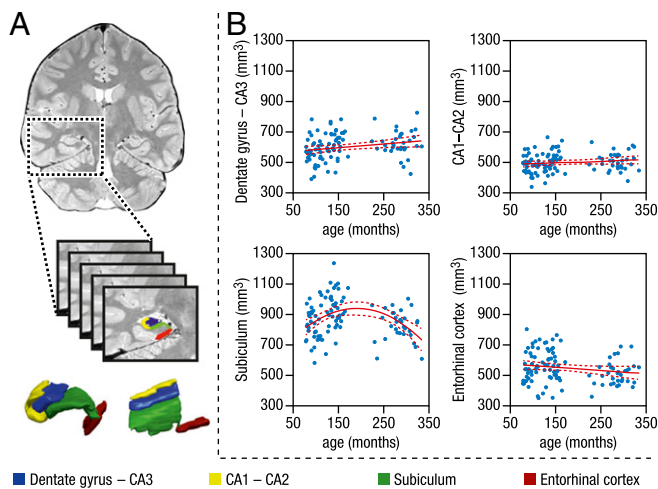 A
B
Dentate gyrus – CA3 (mm3)
1300
1100
900
700
500
300
50 150 250 350
age (months)
CA1–CA2 (mm3)
1300
1100
900
700
500
300
50 150 250 350
age (months)
Subiculum (mm3)
1300
1100
900
700
500
300
50 150 250 350
age (months)
Entorhinal cortex (mm3)
1300
1100
900
700
500
300
50 150 250 350
age (months)
Dentate gyrus – CA3 CA1 – CA2 Subiculum Entorhinal cortex